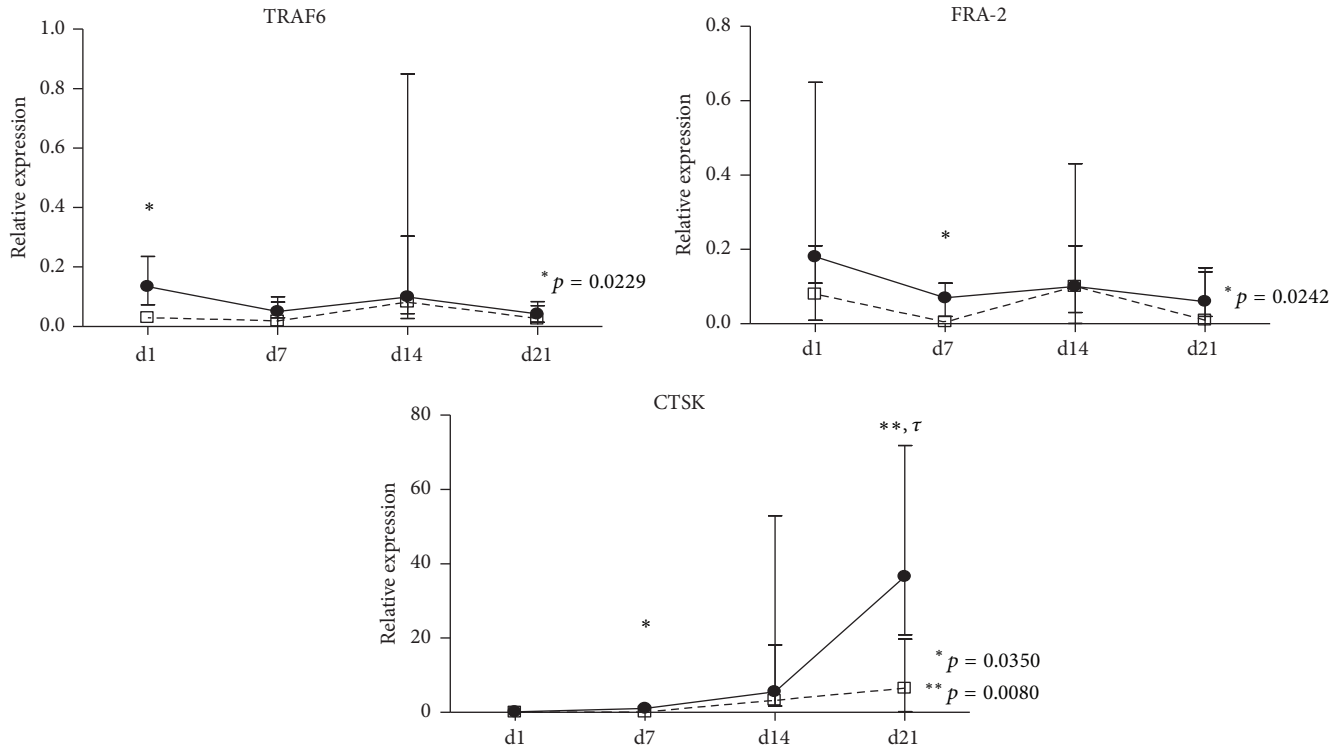 TRAF6
1.0
0.8
0.6
0.4
0.2
0.0
Relative expression
*
* p = 0.0229
d1 d7 d14 d21
FRA-2
0.8
0.6
0.4
0.2
0.0
Relative expression
*
* p = 0.0242
d1 d7 d14 d21
CTSK
80
60
40
20
0
Relative expression
*
**, τ
* p = 0.0350
** p = 0.0080
d1 d7 d14 d21